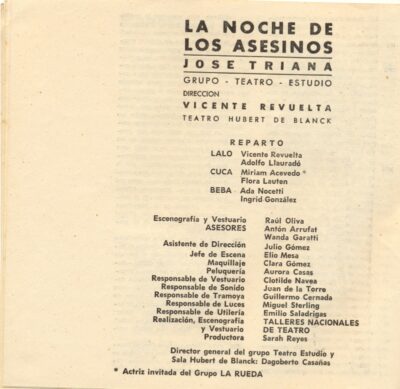 LA NOCHE DE
LOS ASESINOS
JOSE TRIANA
GRUPO - TEATRO - ESTUDIO
DIRECCION
VICENTE REVUELTA
TEATRO HUBERT DE BLANCK
REPARTO
LALO Vicente Revuelta
Adolfo Llauradó
CUCA Miriam Acevedo *
Flora Lauten
BEBA Ada Nocetti
Ingrid González
Escenografía y Vestuario Raúl Oliva
ASESORES Antón Arrufat
Wanda Garatti
Asistente de Dirección Julio Gómez
Jefe de Escena Elio Mesa
Maquillaje Clara Gómez
Peluquería Aurora Casas
Responsable de Vestuario Clotilde Navea
Responsable de Sonido Juan de la Torre
Responsable de Tramoya Guillermo Cernada
Responsable de Luces Miguel Sterling
Responsable de Utilería Emilio Saladrigas
Realización, Escenografía TALLERES NACIONALES
y Vestuario DE TEATRO
Productora Sarah Reyes
Director general del grupo Teatro Estudio y
Sala Hubert de Blanck: Dagoberto Casañas
* Actriz invitada del Grupo LA RUEDA